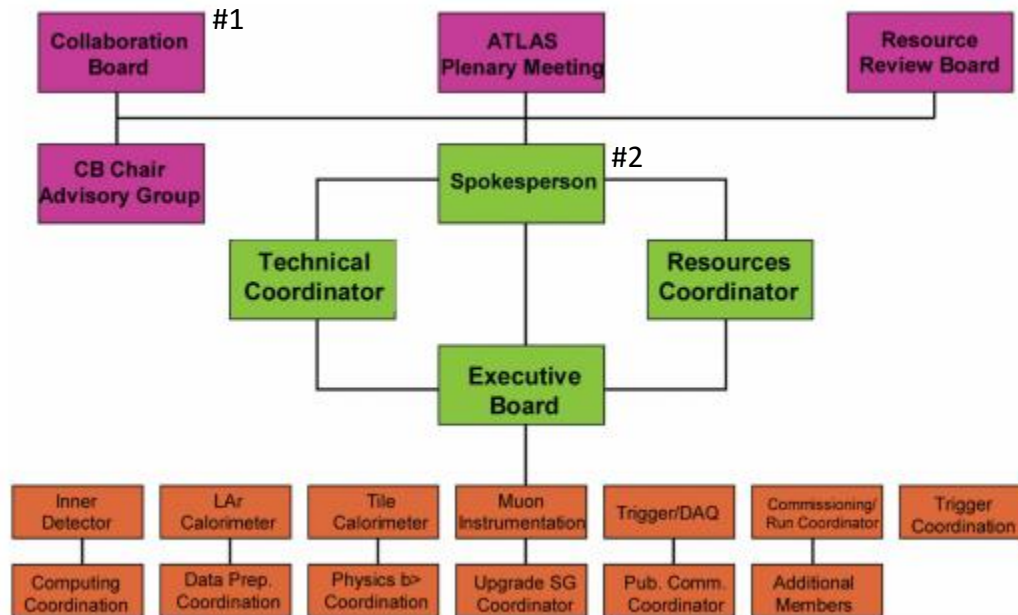 #1
Collaboration
Board
ATLAS
Plenary Meeting
Resource
Review Board
CB Chair
Advisory Group
#2
Spokesperson
Technical
Coordinator
Resources
Coordinator
Executive
Board
Inner
Detector
LAr
Calorimeter
Tile
Calorimeter
Muon
Instrumentation
Trigger/DAQ
Commissioning/
Run Coordinator
Trigger
Coordination
Computing
Coordination
Data Prep.
Coordination
Physics b>
Coordination
Upgrade SG
Coordinator
Pub. Comm.
Coordinator
Additional
Members